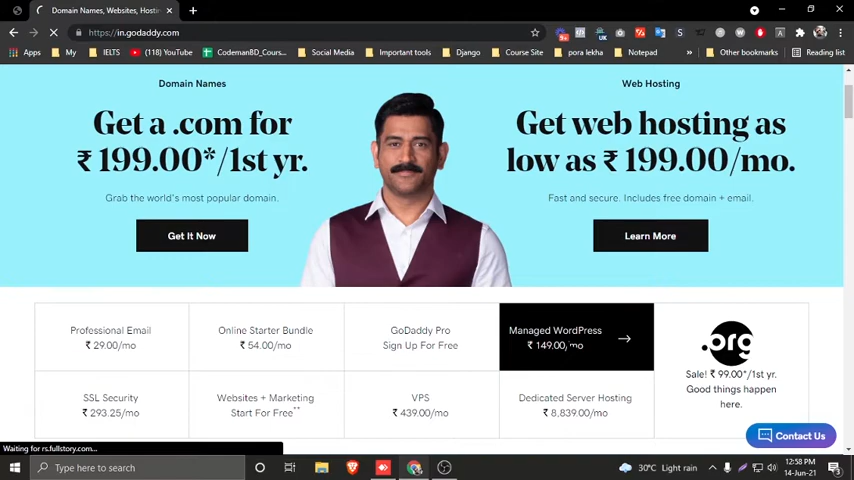 Domain Names, Websites, Hostin
https://in.godaddy.com
Apps
My
IELTS
(118) YouTube
CodemanBD_Cours...
Social Media
Important tools
Django
Course Site
pora lekha
Notepad
»
Other bookmarks
Reading list
Domain Names
Get a .com for
₹ 199.00*/1st yr.
Grab the world's most popular domain.
Get It Now
Web Hosting
Get web hosting as
low as ₹ 199.00/mo.
Fast and secure. Includes free domain + email.
Learn More
Professional Email
₹ 29.00/mo
Online Starter Bundle
₹ 54.00/mo
GoDaddy Pro
Sign Up For Free
Managed WordPress
₹ 149.00/mo
.org
Sale! ₹ 99.00*/1st yr.
Good things happen
here.
SSL Security
₹ 293.25/mo
Websites + Marketing
Start For Free**
VPS
₹ 439.00/mo
Dedicated Server Hosting
₹ 8,839.00/mo
Contact Us
Waiting for rs.fullstory.com...
Type here to search
30°C Light rain
12:58 PM
14-Jun-21